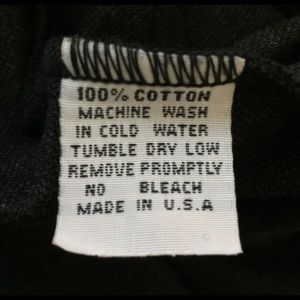 100% COTTON
MACHINE WASH
IN COLD WATER
TUMBLE DRY LOW
REMOVE PROMPTLY
NO BLEACH
MADE IN U.S.A